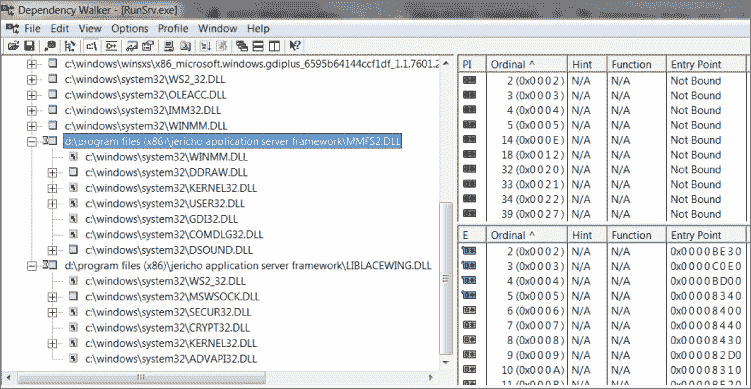 Dependency Walker - [RunSrv.exe]
File Edit View Options Profile Window Help
c:\windows\winsxs\x86_microsoft.windows.gdiplus_6595b64144ccf1df_1.1.7601.2
c:\windows\system32\WS2_32.DLL
c:\windows\system32\OLEACC.DLL
c:\windows\system32\IMM32.DLL
c:\windows\system32\WINMM.DLL
d:\program files (x86)\jericho application server framework\MMFS2.DLL
c:\windows\system32\WINMM.DLL
c:\windows\system32\DDRAW.DLL
c:\windows\system32\KERNEL32.DLL
c:\windows\system32\USER32.DLL
c:\windows\system32\GDI32.DLL
c:\windows\system32\COMDLG32.DLL
c:\windows\system32\DSOUND.DLL
d:\program files (x86)\jericho application server framework\LIBLACEWING.DLL
c:\windows\system32\WS2_32.DLL
c:\windows\system32\MSWSOCK.DLL
c:\windows\system32\SECUR32.DLL
c:\windows\system32\CRYPT32.DLL
c:\windows\system32\KERNEL32.DLL
c:\windows\system32\ADVAPI32.DLL
PI Ordinal ^ Hint Function Entry Point
2 (0x0002) N/A N/A Not Bound
3 (0x0003) N/A N/A Not Bound
4 (0x0004) N/A N/A Not Bound
5 (0x0005) N/A N/A Not Bound
14 (0x000E) N/A N/A Not Bound
18 (0x0012) N/A N/A Not Bound
32 (0x0020) N/A N/A Not Bound
33 (0x0021) N/A N/A Not Bound
34 (0x0022) N/A N/A Not Bound
39 (0x0027) N/A N/A Not Bound
E Ordinal ^ Hint Function Entry Point
2 (0x0002) N/A N/A 0x0000BE30
3 (0x0003) N/A N/A 0x0000C0E0
4 (0x0004) N/A N/A 0x0000BD00
5 (0x0005) N/A N/A 0x00008340
6 (0x0006) N/A N/A 0x00008400
7 (0x0007) N/A N/A 0x00008440
8 (0x0008) N/A N/A 0x00008430
9 (0x0009) N/A N/A 0x000082D0
10 (0x000A) N/A N/A 0x00008310
11 (0x000B) N/A N/A